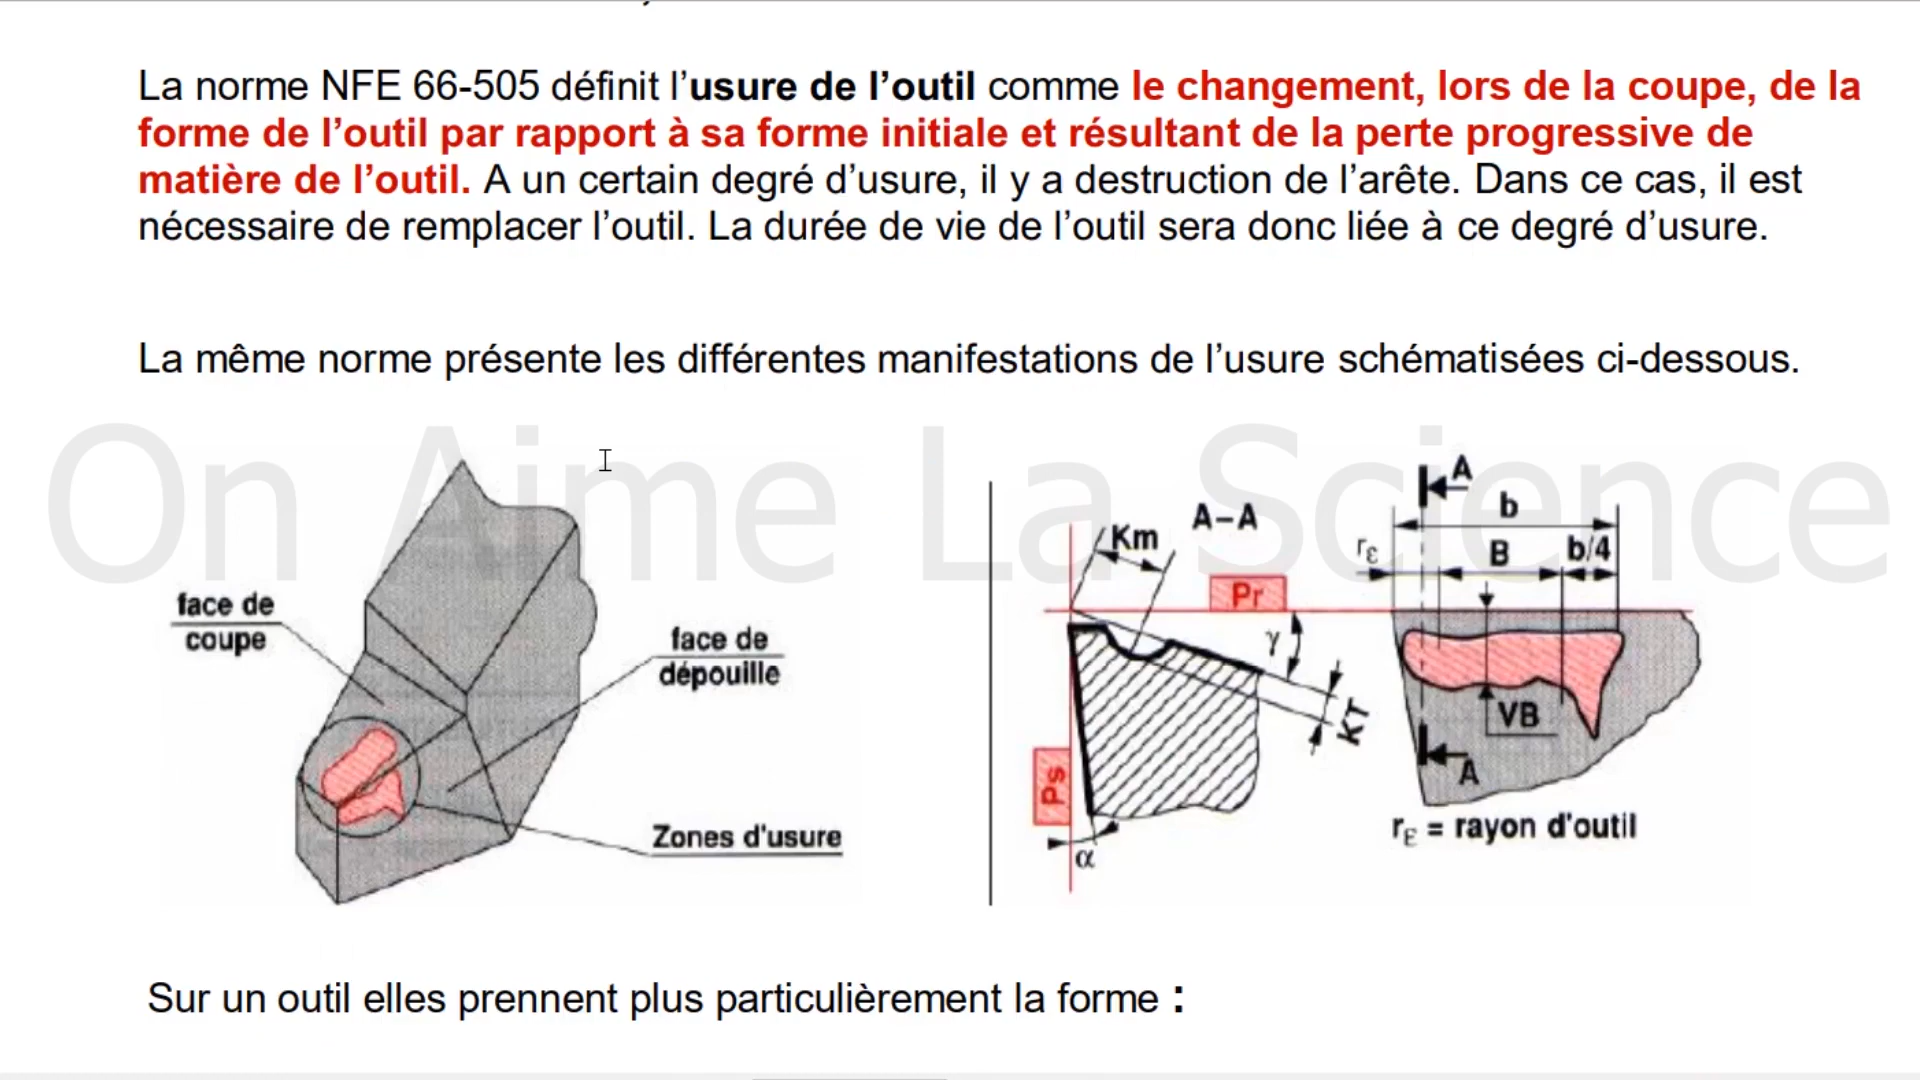 La norme NFE 66-505 définit l’usure de l’outil comme le changement, lors de la coupe, de la
forme de l’outil par rapport à sa forme initiale et résultant de la perte progressive de
matière de l’outil. A un certain degré d’usure, il y a destruction de l’arête. Dans ce cas, il est
nécessaire de remplacer l’outil. La durée de vie de l’outil sera donc liée à ce degré d’usure.
La même norme présente les différentes manifestations de l’usure schématisées ci-dessous.
On Aime La Science
face de
coupe
face de
dépouille
Zones d'usure
Km
A–A
Pr
γ
KT
Ps
α
A
b
rε
B
b/4
VB
A
rε = rayon d'outil
Sur un outil elles prennent plus particulièrement la forme :